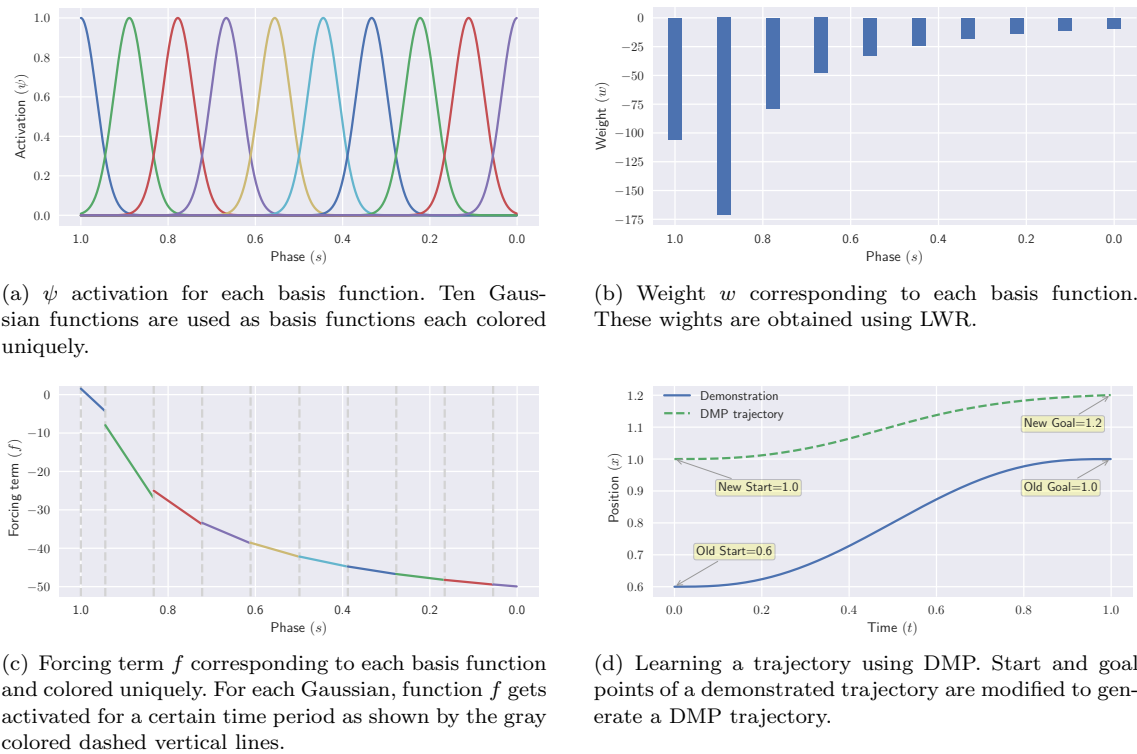 1.0
0.8
0.6
0.4
0.2
0.0
Activation (ψ)
1.0 0.8 0.6 0.4 0.2 0.0
Phase (s)
0
−25
−50
−75
−100
−125
−150
−175
Weight (w)
1.0 0.8 0.6 0.4 0.2 0.0
Phase (s)
(a) ψ activation for each basis function. Ten Gaus-
sian functions are used as basis functions each colored
uniquely.
(b) Weight w corresponding to each basis function.
These wights are obtained using LWR.
0
−10
−20
−30
−40
−50
Forcing term (f)
1.0 0.8 0.6 0.4 0.2 0.0
Phase (s)
1.2
1.1
1.0
0.9
0.8
0.7
0.6
Position (x)
Demonstration
DMP trajectory
New Goal=1.2
New Start=1.0
Old Goal=1.0
Old Start=0.6
0.0 0.2 0.4 0.6 0.8 1.0
Time (t)
(c) Forcing term f corresponding to each basis function
and colored uniquely. For each Gaussian, function f gets
activated for a certain time period as shown by the gray
colored dashed vertical lines.
(d) Learning a trajectory using DMP. Start and goal
points of a demonstrated trajectory are modified to gen-
erate a DMP trajectory.